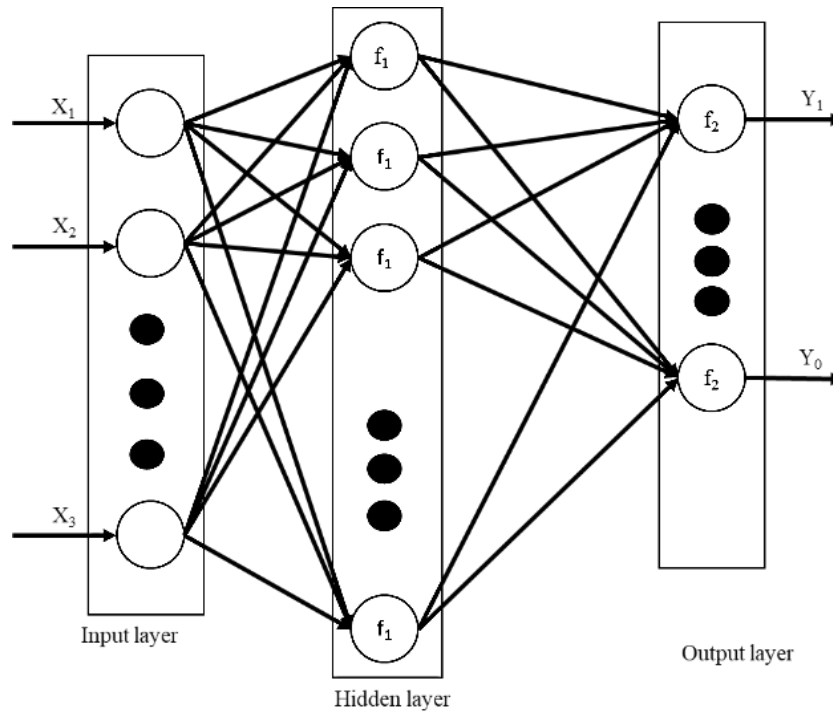 X₁
X₂
X₃
Input layer
f₁
f₁
f₁
f₁
Hidden layer
f₂
f₂
Y₁
Y₀
Output layer